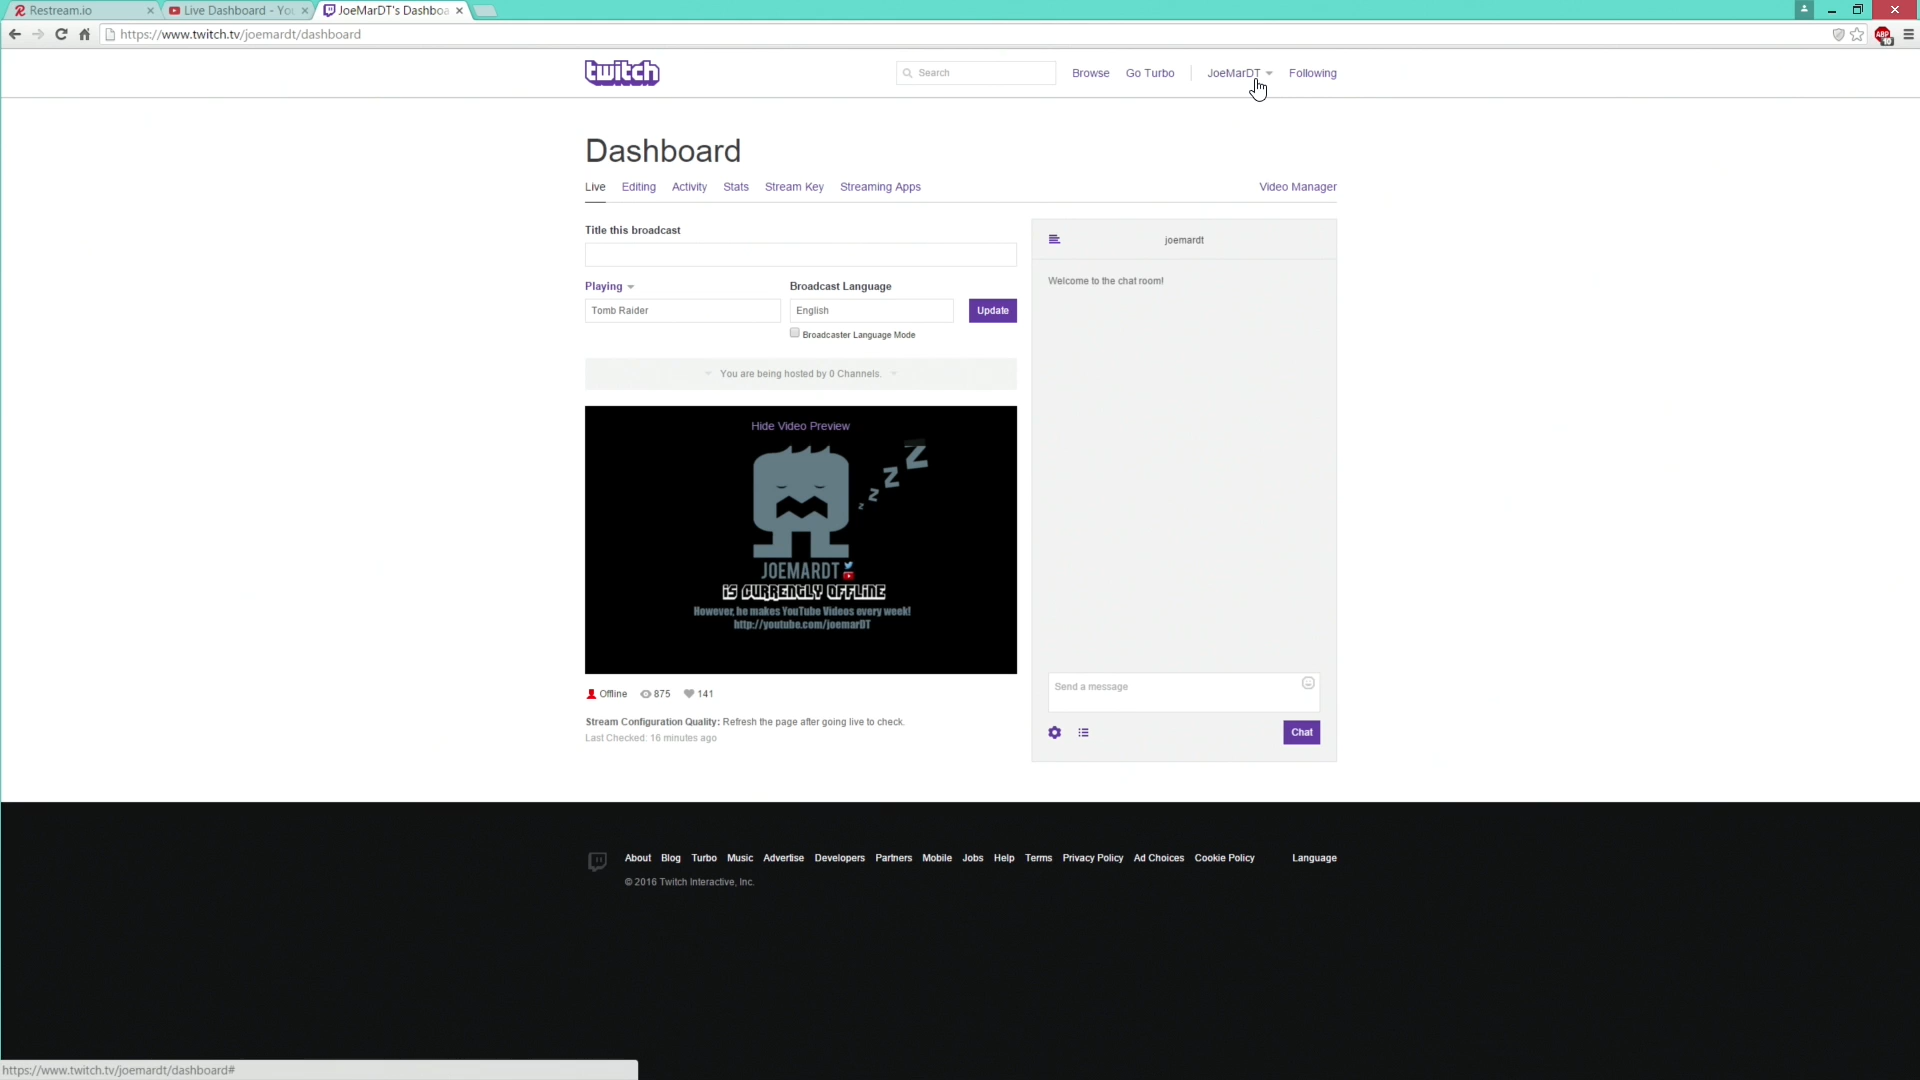 Restream.io
Live Dashboard - You
JoeMarDT's Dashboa
https://www.twitch.tv/joemardt/dashboard
ABP
10
twitch
Search
Browse
Go Turbo
JoeMarDT
Following
Dashboard
Live
Editing
Activity
Stats
Stream Key
Streaming Apps
Video Manager
Title this broadcast
joemardt
Welcome to the chat room!
Playing
Broadcast Language
Tomb Raider
English
Update
Broadcaster Language Mode
You are being hosted by 0 Channels.
Hide Video Preview
z z z Z
JOEMARDT
IS CURRENTLY OFFLINE
However, he makes YouTube Videos every week!
http://youtube.com/joemarDT
Offline
875
141
Stream Configuration Quality: Refresh the page after going live to check.
Last Checked: 16 minutes ago
Send a message
Chat
About
Blog
Turbo
Music
Advertise
Developers
Partners
Mobile
Jobs
Help
Terms
Privacy Policy
Ad Choices
Cookie Policy
Language
© 2016 Twitch Interactive, Inc.
https://www.twitch.tv/joemardt/dashboard#